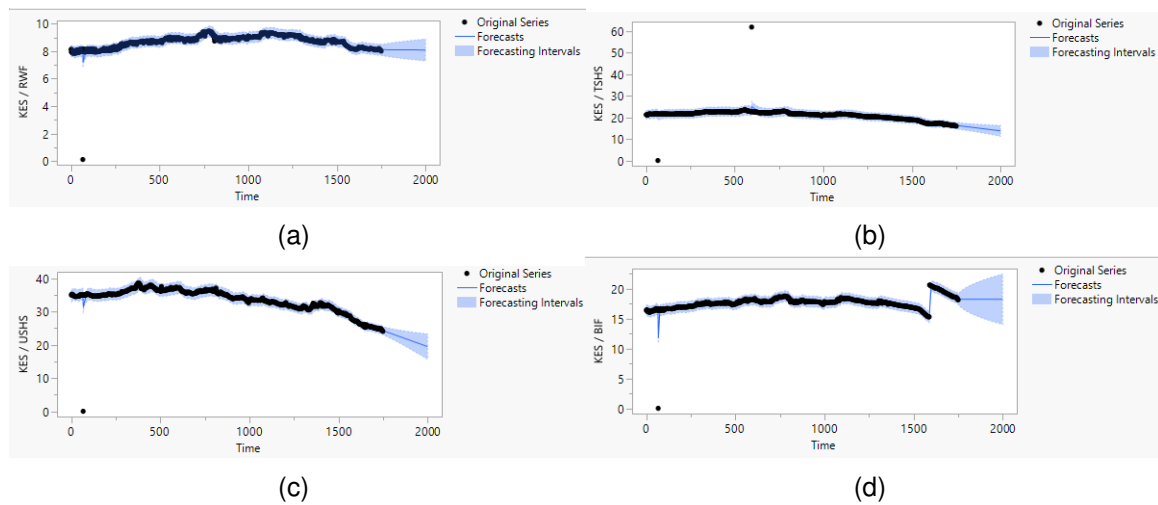 10
8
6
4
2
0
KES / RWF
0 500 1000 1500 2000
Time
Original Series
Forecasts
Forecasting Intervals
(a)
60
50
40
30
20
10
0
KES / TSHS
0 500 1000 1500 2000
Time
Original Series
Forecasts
Forecasting Intervals
(b)
40
30
20
10
0
KES / USHS
0 500 1000 1500 2000
Time
Original Series
Forecasts
Forecasting Intervals
(c)
20
15
10
5
0
KES / BIF
0 500 1000 1500 2000
Time
Original Series
Forecasts
Forecasting Intervals
(d)